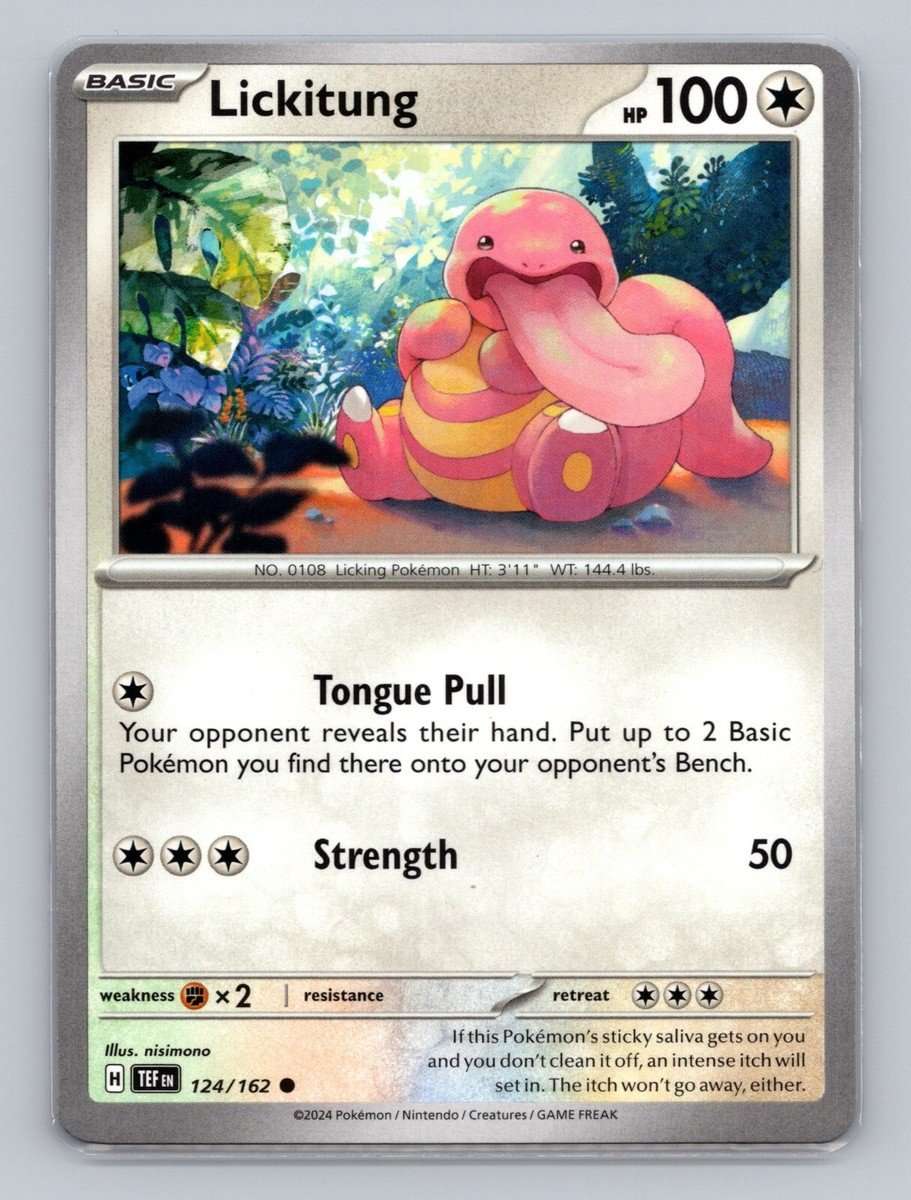 BASIC
Lickitung
HP 100
NO. 0108 Licking Pokémon HT: 3'11" WT: 144.4 lbs.
Tongue Pull
Your opponent reveals their hand. Put up to 2 Basic
Pokémon you find there onto your opponent's Bench.
Strength 50
weakness ×2 resistance retreat
Illus. nisimono
If this Pokémon's sticky saliva gets on you
and you don't clean it off, an intense itch will
set in. The itch won't go away, either.
H TEF EN 124/162
©2024 Pokémon / Nintendo / Creatures / GAME FREAK